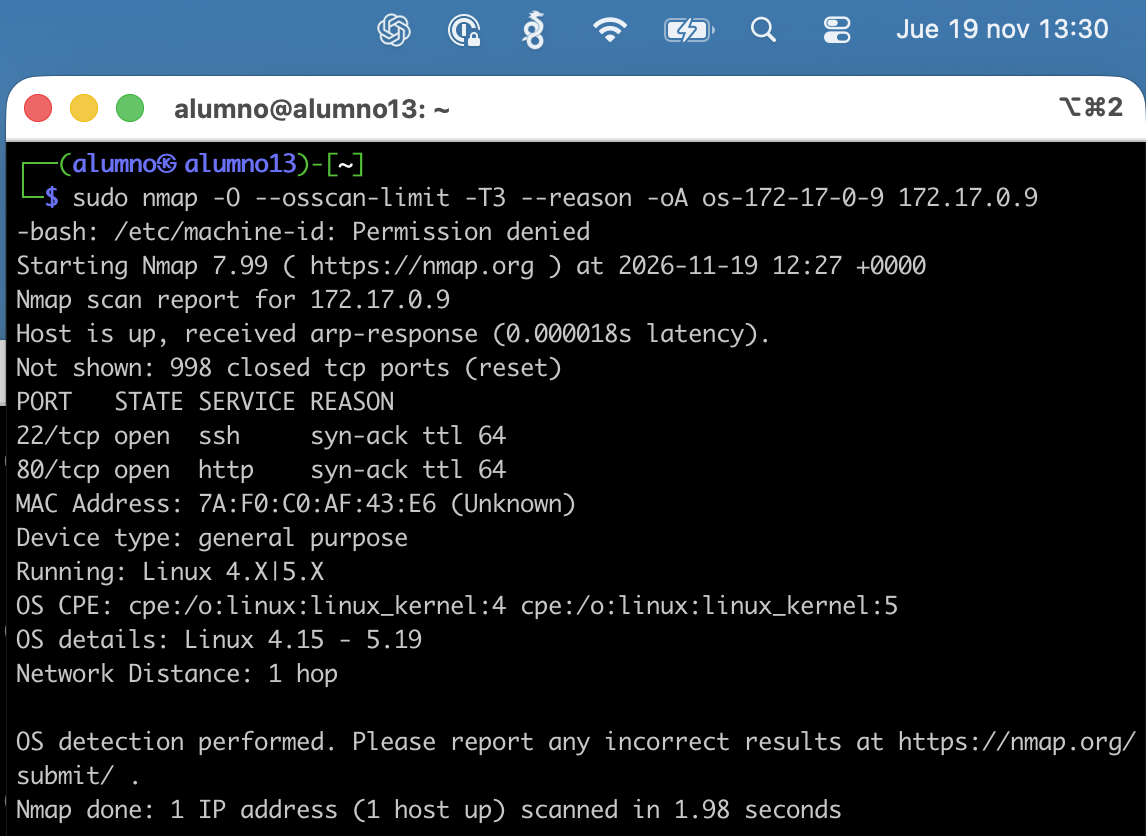 Jue 19 nov 13:30
alumno@alumno13: ~ ⌥⌘2
┌──(alumno㉿ alumno13)-[~]
└─$ sudo nmap -O --osscan-limit -T3 --reason -oA os-172-17-0-9 172.17.0.9
-bash: /etc/machine-id: Permission denied
Starting Nmap 7.99 ( https://nmap.org ) at 2026-11-19 12:27 +0000
Nmap scan report for 172.17.0.9
Host is up, received arp-response (0.000018s latency).
Not shown: 998 closed tcp ports (reset)
PORT   STATE SERVICE REASON
22/tcp open  ssh     syn-ack ttl 64
80/tcp open  http    syn-ack ttl 64
MAC Address: 7A:F0:C0:AF:43:E6 (Unknown)
Device type: general purpose
Running: Linux 4.X|5.X
OS CPE: cpe:/o:linux:linux_kernel:4 cpe:/o:linux:linux_kernel:5
OS details: Linux 4.15 - 5.19
Network Distance: 1 hop
OS detection performed. Please report any incorrect results at https://nmap.org/
submit/ .
Nmap done: 1 IP address (1 host up) scanned in 1.98 seconds